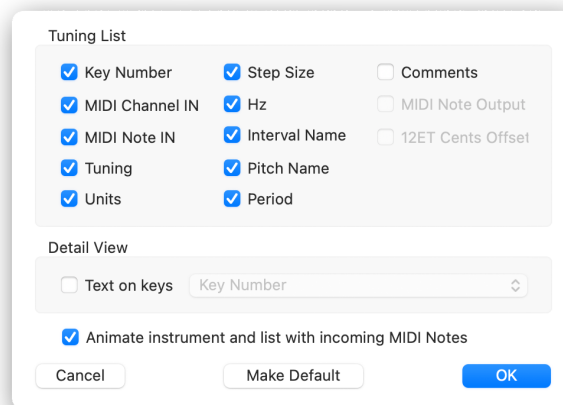 Tuning List
Key Number
Step Size
Comments
MIDI Channel IN
Hz
MIDI Note Output
MIDI Note IN
Interval Name
12ET Cents Offset
Tuning
Pitch Name
Units
Period
Detail View
Text on keys
Key Number
Animate instrument and list with incoming MIDI Notes
Cancel
Make Default
OK